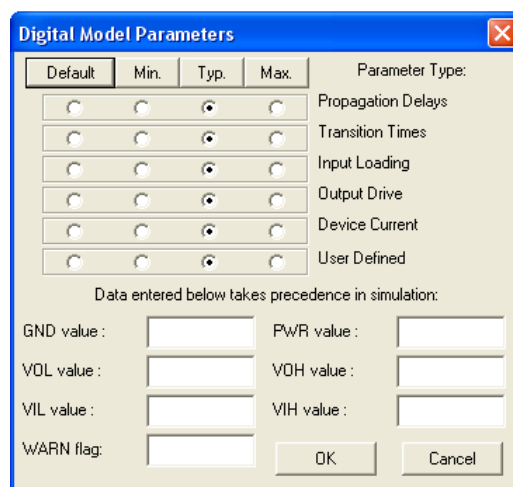 Digital Model Parameters
Default Min. Typ. Max. Parameter Type:
Propagation Delays
Transition Times
Input Loading
Output Drive
Device Current
User Defined
Data entered below takes precedence in simulation:
GND value : PWR value :
VOL value : VOH value :
VIL value : VIH value :
WARN flag: OK Cancel